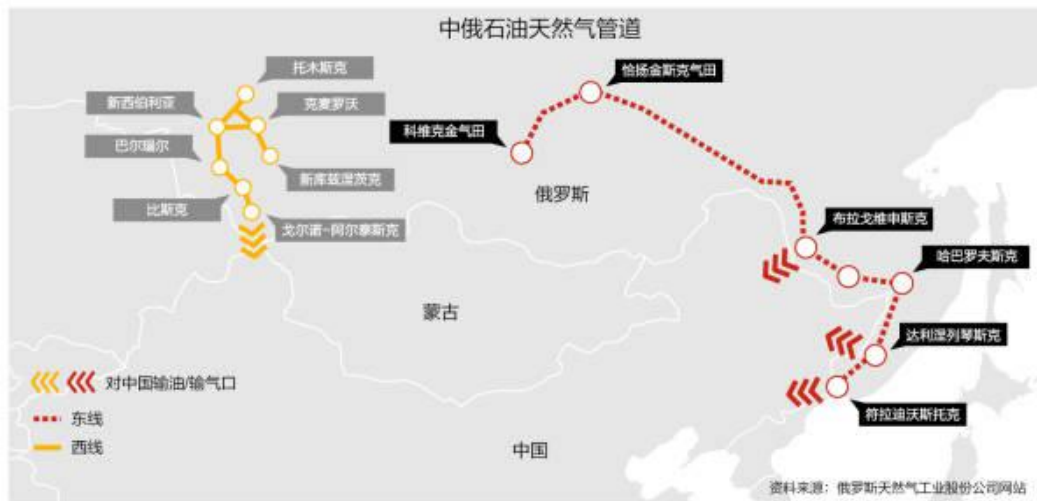 中俄石油天然气管道
托木斯克
恰扬金斯克气田
新西伯利亚
克麦罗沃
科维克金气田
巴尔瑙尔
新库兹涅茨克
俄罗斯
比斯克
布拉戈维申斯克
戈尔诺-阿尔泰斯克
哈巴罗夫斯克
蒙古
达利涅列琴斯克
对中国输油/输气口
东线
符拉迪沃斯托克
西线
中国
资料来源：俄罗斯天然气工业股份公司网站